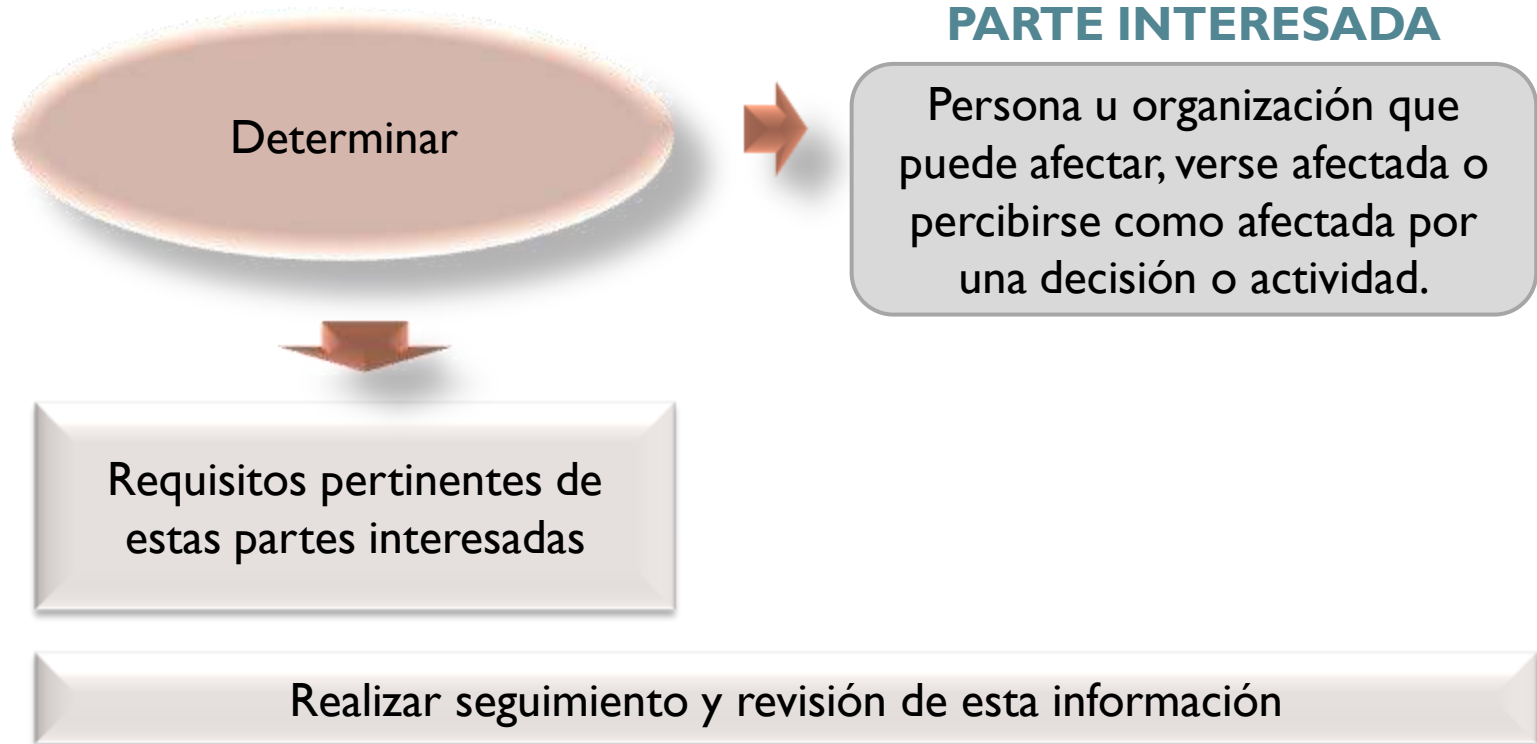 PARTE INTERESADA
Determinar
Persona u organización que
puede afectar, verse afectada o
percibirse como afectada por
una decisión o actividad.
Requisitos pertinentes de
estas partes interesadas
Realizar seguimiento y revisión de esta información